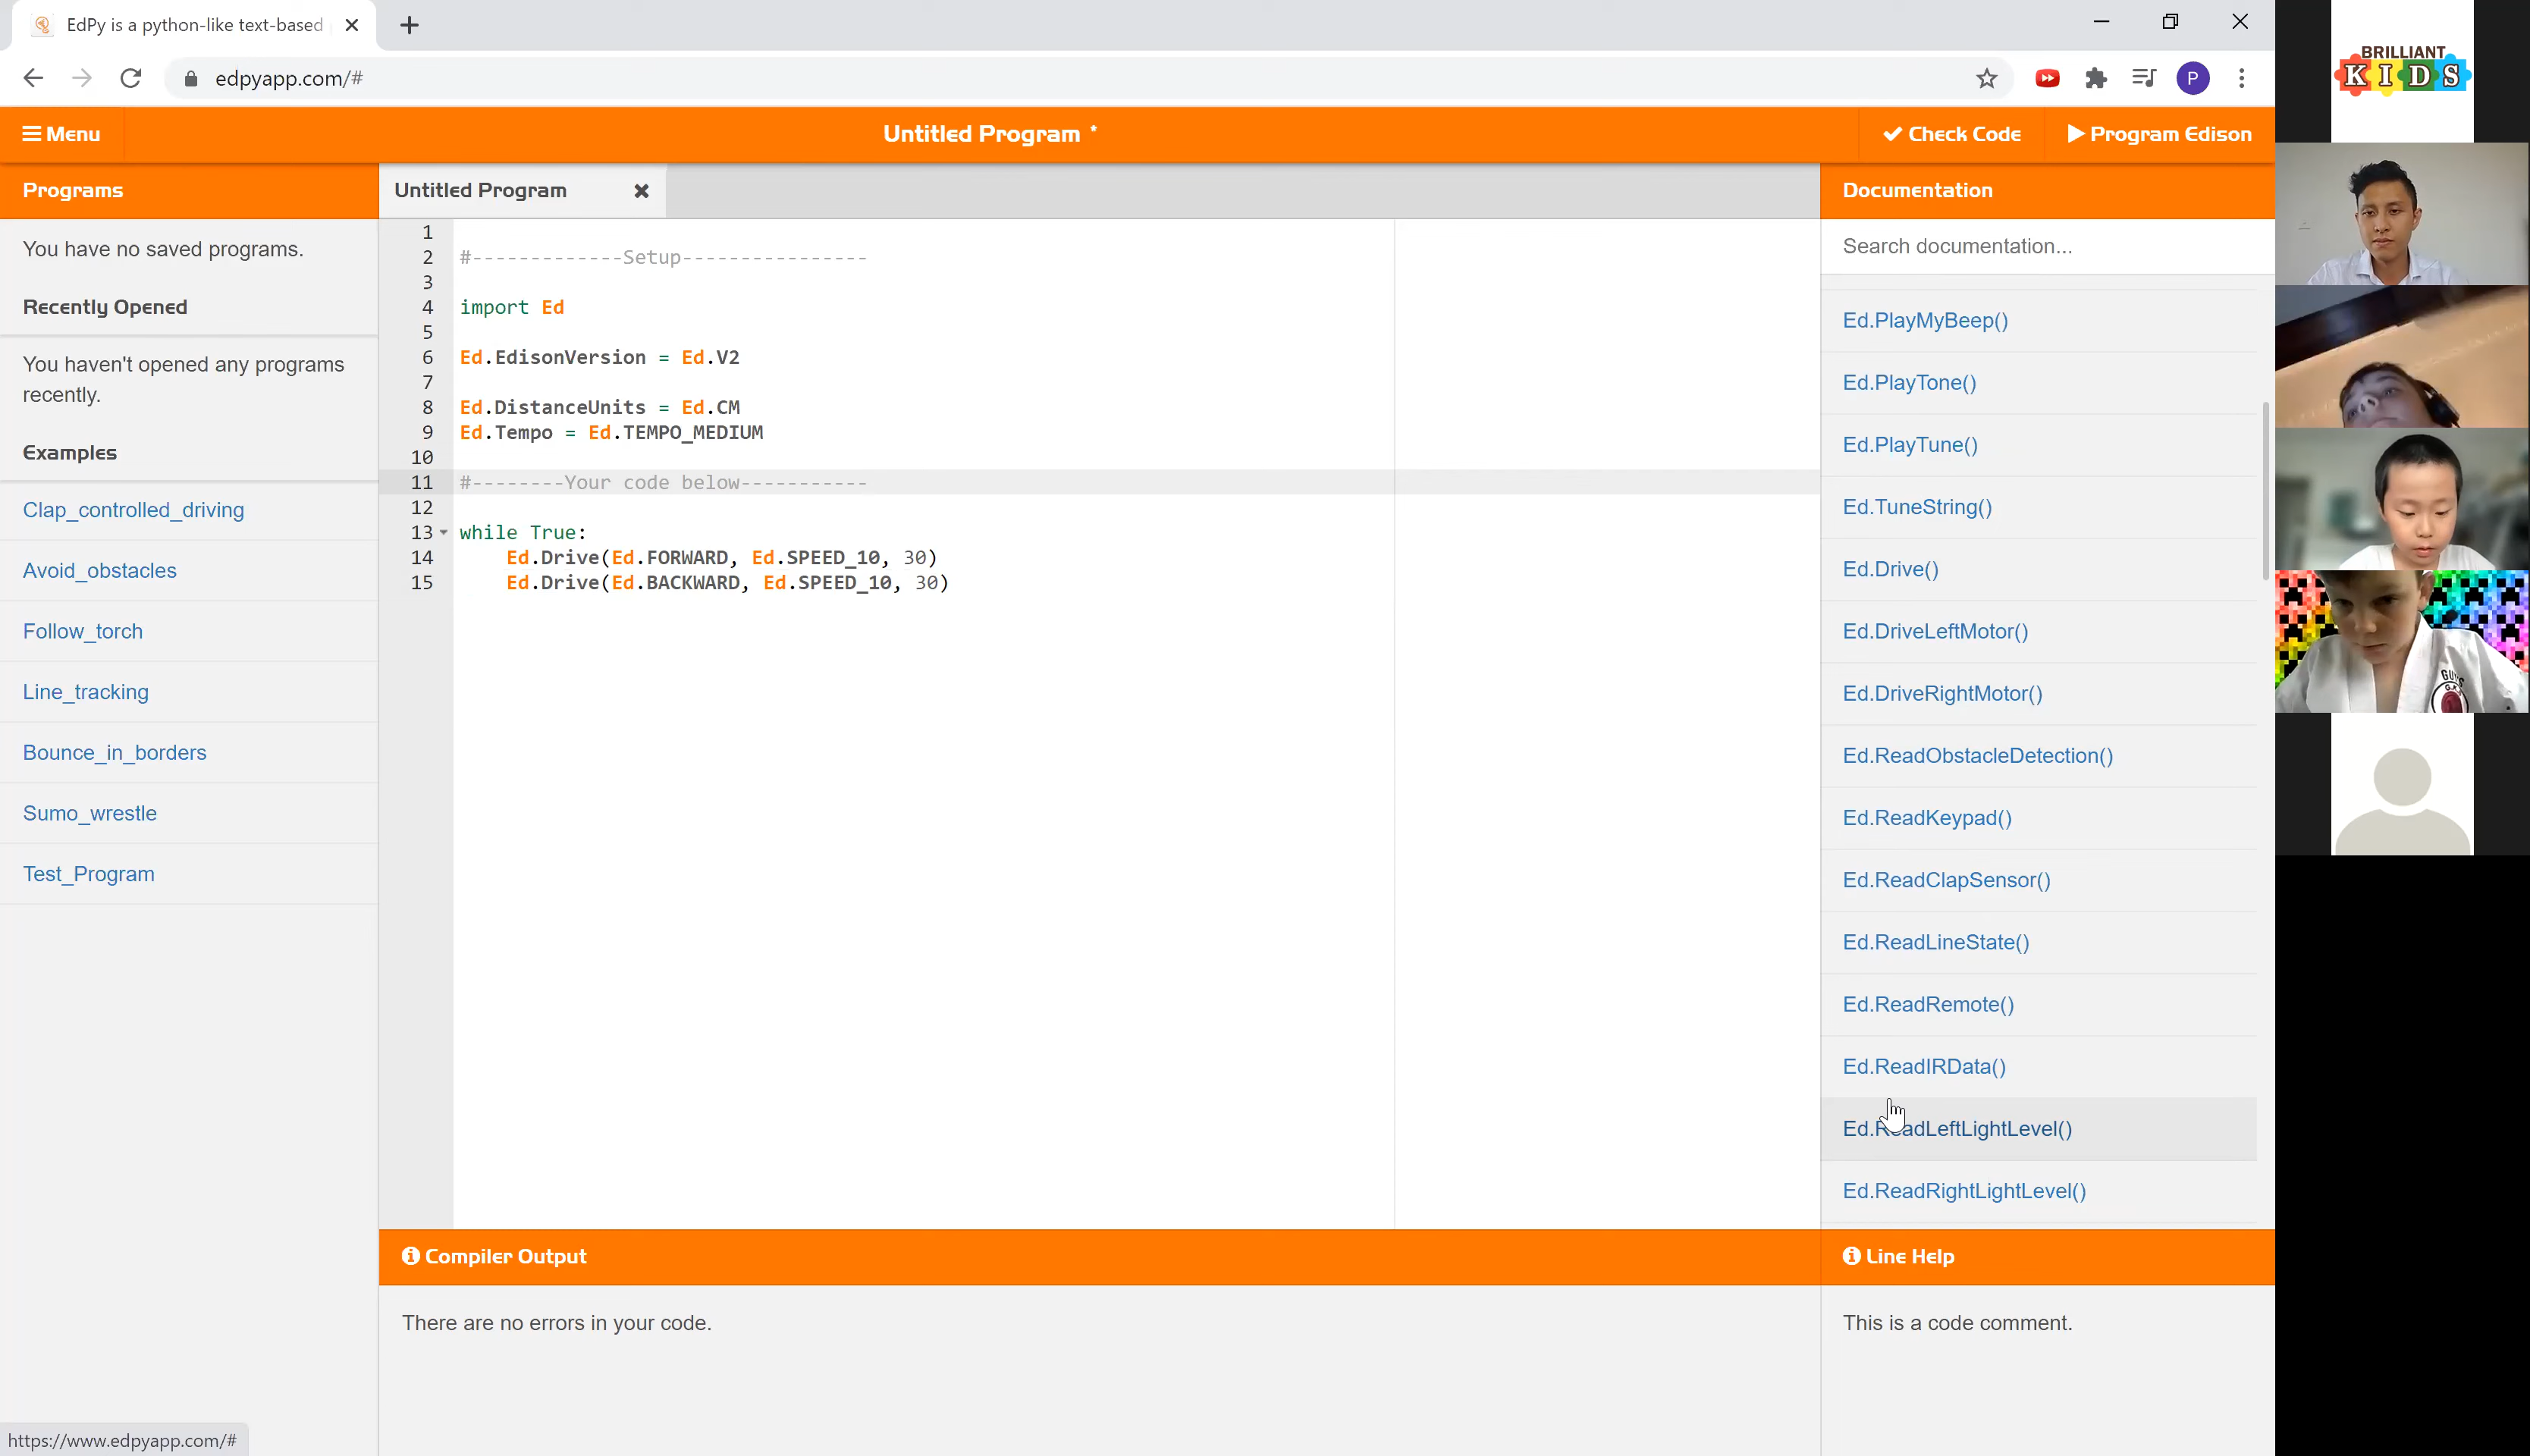 EdPy is a python-like text-based
edpyapp.com/#
P
Menu
Untitled Program *
Check Code
Program Edison
Programs
You have no saved programs.
Recently Opened
You haven't opened any programs
recently.
Examples
Clap_controlled_driving
Avoid_obstacles
Follow_torch
Line_tracking
Bounce_in_borders
Sumo_wrestle
Test_Program
Untitled Program
1
2 #-------------Setup----------------
3
4 import Ed
5
6 Ed.EdisonVersion = Ed.V2
7
8 Ed.DistanceUnits = Ed.CM
9 Ed.Tempo = Ed.TEMPO_MEDIUM
10
11 #--------Your code below-----------
12
13 while True:
14 Ed.Drive(Ed.FORWARD, Ed.SPEED_10, 30)
15 Ed.Drive(Ed.BACKWARD, Ed.SPEED_10, 30)
Documentation
Search documentation...
Ed.PlayMyBeep()
Ed.PlayTone()
Ed.PlayTune()
Ed.TuneString()
Ed.Drive()
Ed.DriveLeftMotor()
Ed.DriveRightMotor()
Ed.ReadObstacleDetection()
Ed.ReadKeypad()
Ed.ReadClapSensor()
Ed.ReadLineState()
Ed.ReadRemote()
Ed.ReadIRData()
Ed.ReadLeftLightLevel()
Ed.ReadRightLightLevel()
Compiler Output
There are no errors in your code.
Line Help
This is a code comment.
https://www.edpyapp.com/#
BRILLIANT
KIDS